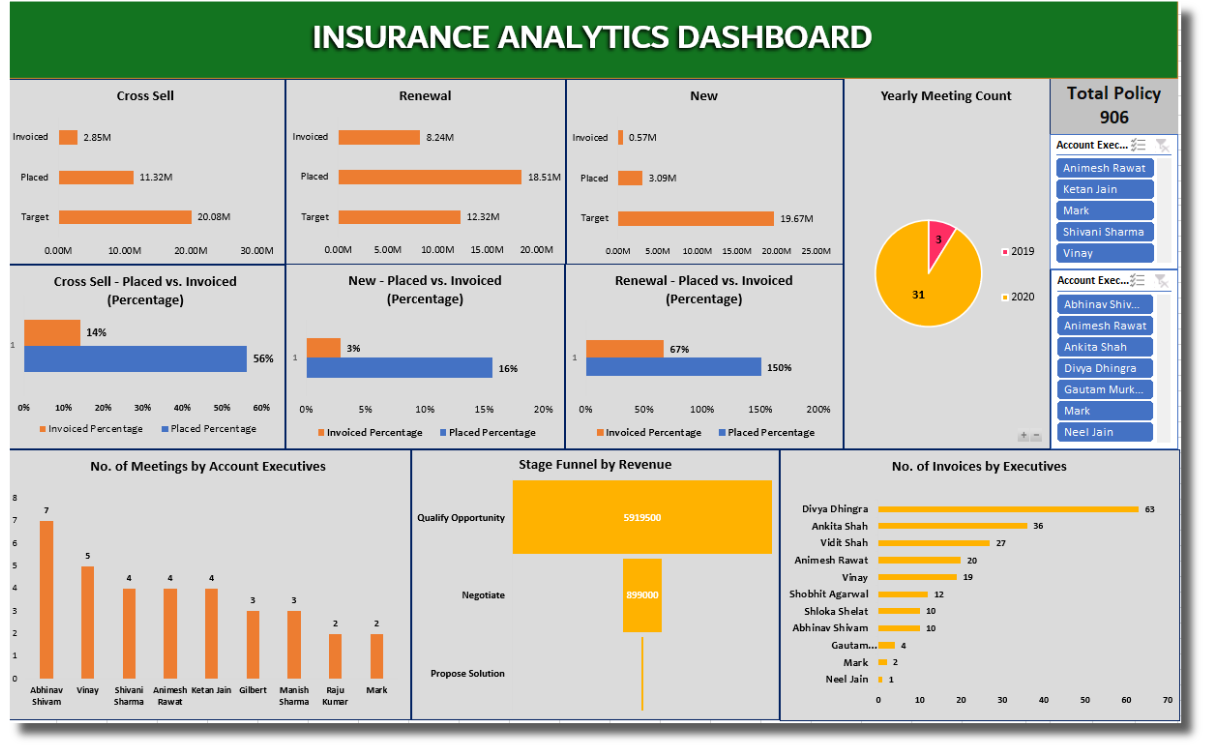 INSURANCE ANALYTICS DASHBOARD
Cross Sell
Invoiced 2.85M
Placed 11.32M
Target 20.08M
0.00M 10.00M 20.00M 30.00M
Renewal
Invoiced 8.24M
Placed 18.51M
Target 12.32M
0.00M 5.00M 10.00M 15.00M 20.00M
New
Invoiced 0.57M
Placed 3.09M
Target 19.67M
0.00M 5.00M 10.00M 15.00M 20.00M 25.00M
Yearly Meeting Count
3
31
2019
2020
Total Policy
906
Account Exec...
Animesh Rawat
Ketan Jain
Mark
Shivani Sharma
Vinay
Account Exec...
Abhinav Shiv...
Animesh Rawat
Ankita Shah
Divya Dhingra
Gautam Murk...
Mark
Neel Jain
Cross Sell - Placed vs. Invoiced
(Percentage)
14%
1
56%
0% 10% 20% 30% 40% 50% 60%
Invoiced Percentage Placed Percentage
New - Placed vs. Invoiced
(Percentage)
3%
1
16%
0% 5% 10% 15% 20%
Invoiced Percentage Placed Percentage
Renewal - Placed vs. Invoiced
(Percentage)
67%
1
150%
0% 50% 100% 150% 200%
Invoiced Percentage Placed Percentage
No. of Meetings by Account Executives
8
7
6
5
4
3
2
1
0
7 5 4 4 4 3 3 2 2
Abhinav Vinay Shivani Animesh Ketan Jain Gilbert Manish Raju Mark
Shivam Sharma Rawat Sharma Kumar
Stage Funnel by Revenue
Qualify Opportunity 5919500
Negotiate 899000
Propose Solution
No. of Invoices by Executives
Divya Dhingra 63
Ankita Shah 36
Vidit Shah 27
Animesh Rawat 20
Vinay 19
Shobhit Agarwal 12
Shloka Shelat 10
Abhinav Shivam 10
Gautam... 4
Mark 2
Neel Jain 1
0 10 20 30 40 50 60 70